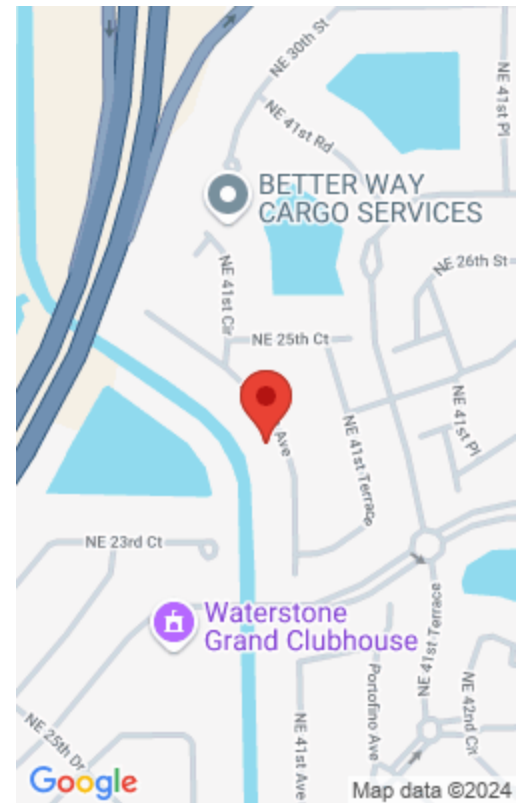 NE 30th St
NE 41st Rd
NE 41st Pl
BETTER WAY
CARGO SERVICES
NE 26th St
NE 41st Cir
NE 25th Ct
Ave
NE 41st Terrace
NE 41st Pl
NE 23rd Ct
Waterstone
Grand Clubhouse
NE 41st Terrace
Portofino Ave
NE 42nd Cir
NE 41st Ave
NE 25th Dr
Google
Map data ©2024